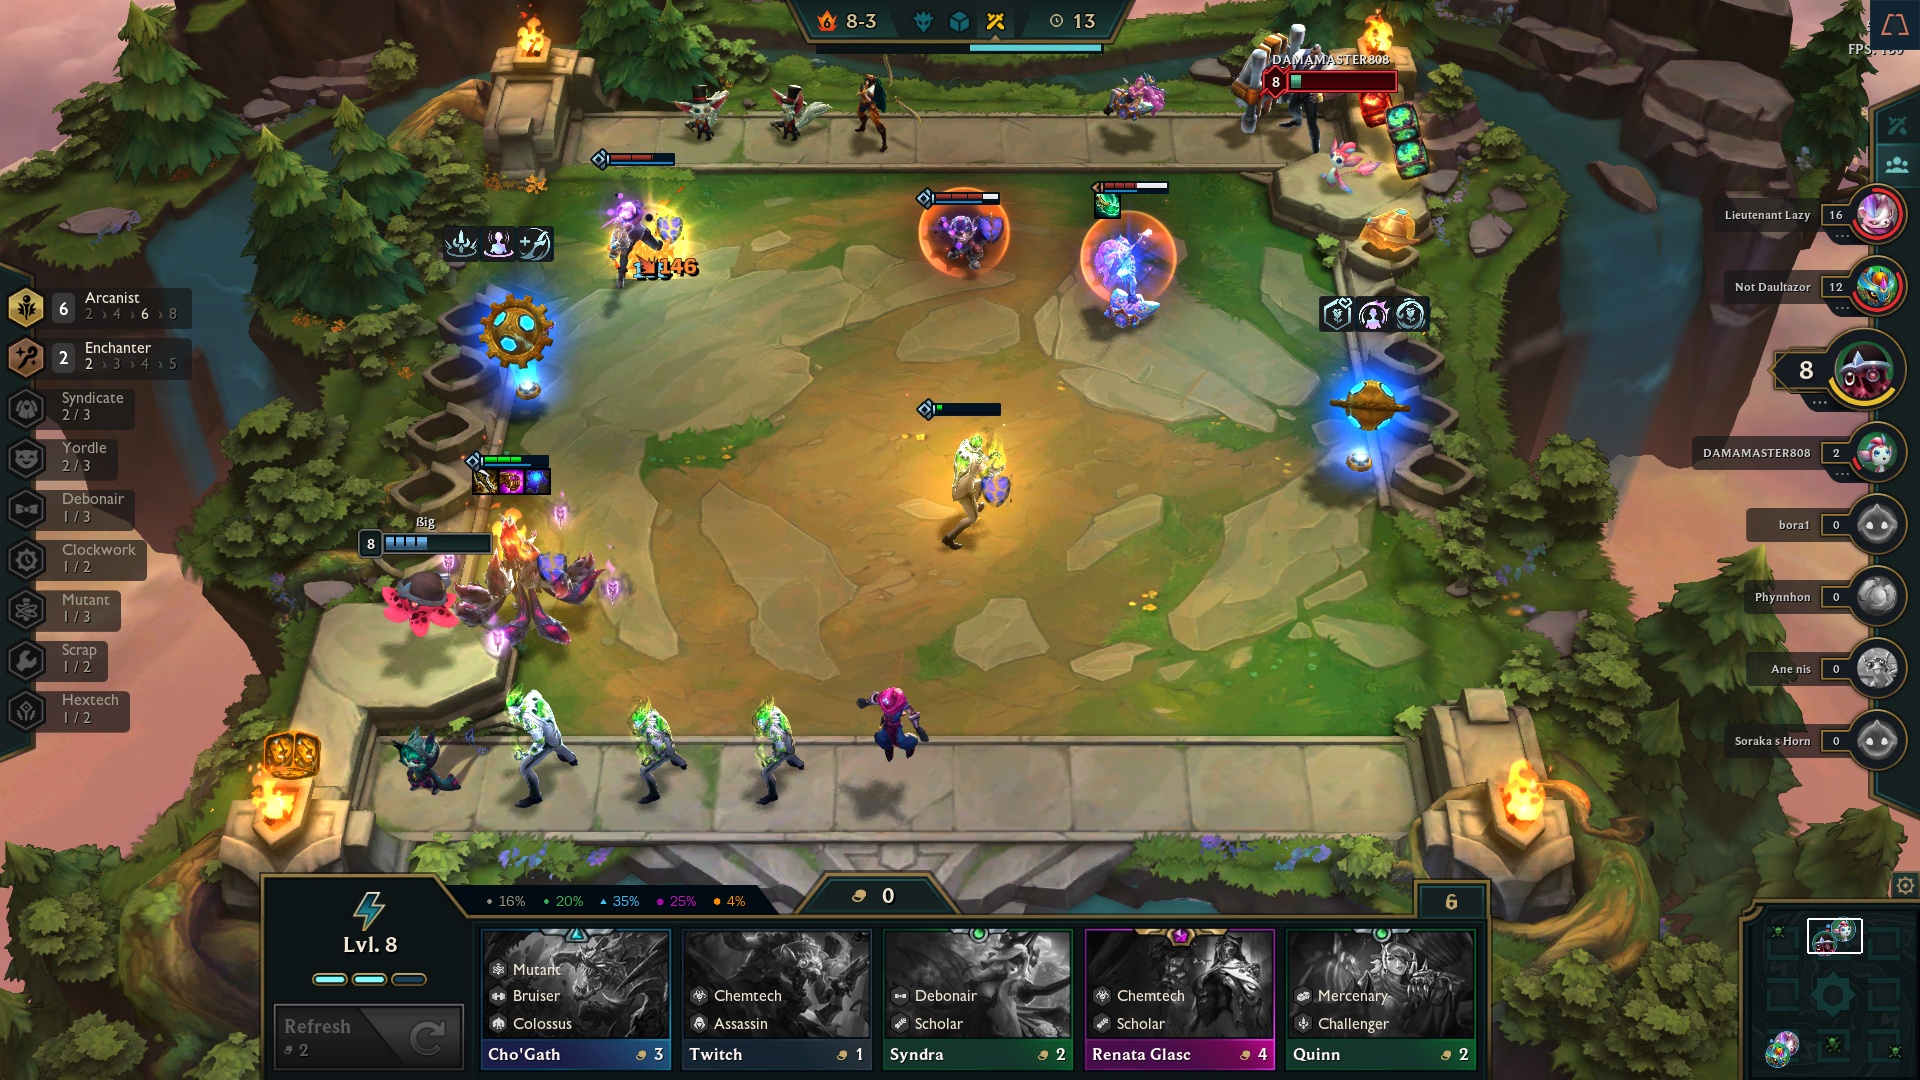 8-3
13
DAMAMASTER808
8
FPS:
Lieutenant Lazy 16
Not Daultazor 12
8
DAMAMASTER808 2
bora1 0
Phynnhon 0
Ane nis 0
Soraka s Horn 0
6 Arcanist
2 › 4 › 6 › 8
2 Enchanter
2 › 3 › 4 › 5
Syndicate
2 / 3
Yordle
2 / 3
Debonair
1 / 3
Clockwork
1 / 2
Mutant
1 / 3
Scrap
1 / 2
Hextech
1 / 2
146
ßig
8
16% 20% 35% 25% 4%
0
6
Lvl. 8
Refresh
2
Mutant
Bruiser
Colossus
Cho'Gath 3
Chemtech
Assassin
Twitch 1
Debonair
Scholar
Syndra 2
Chemtech
Scholar
Renata Glasc 4
Mercenary
Challenger
Quinn 2